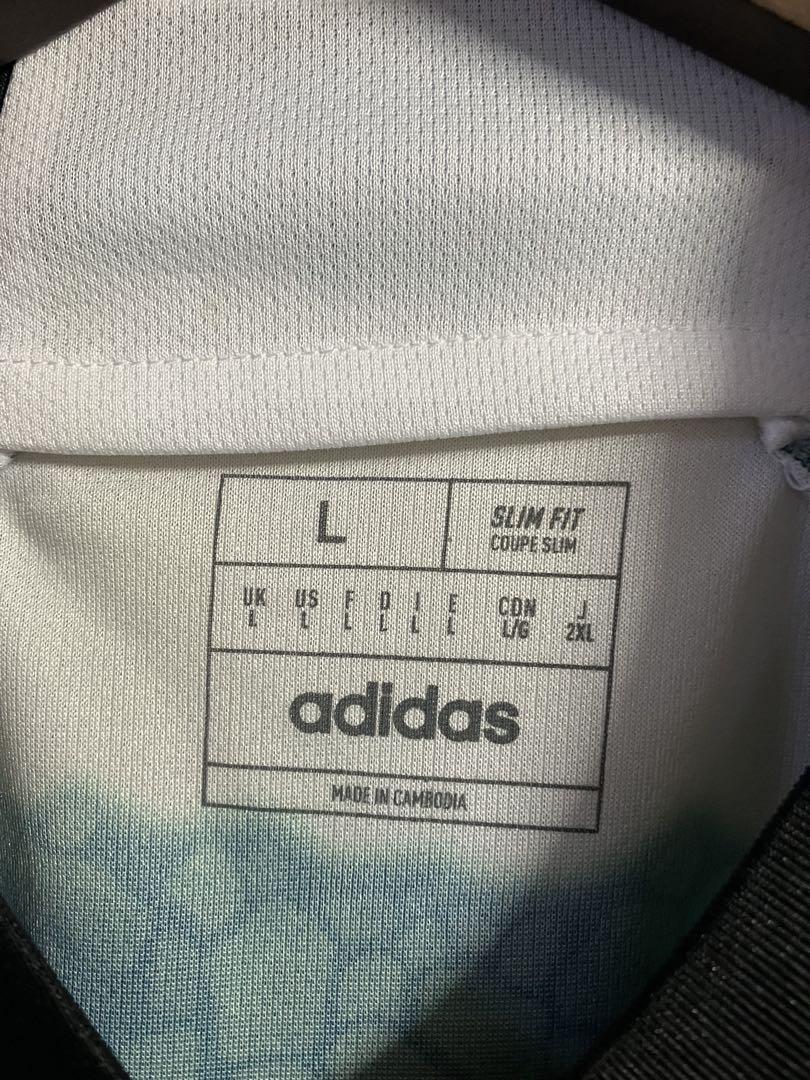 L
SLIM FIT
COUPE SLIM
UK US F D I E CDN J
L L L L L L L/G 2XL
adidas
MADE IN CAMBODIA